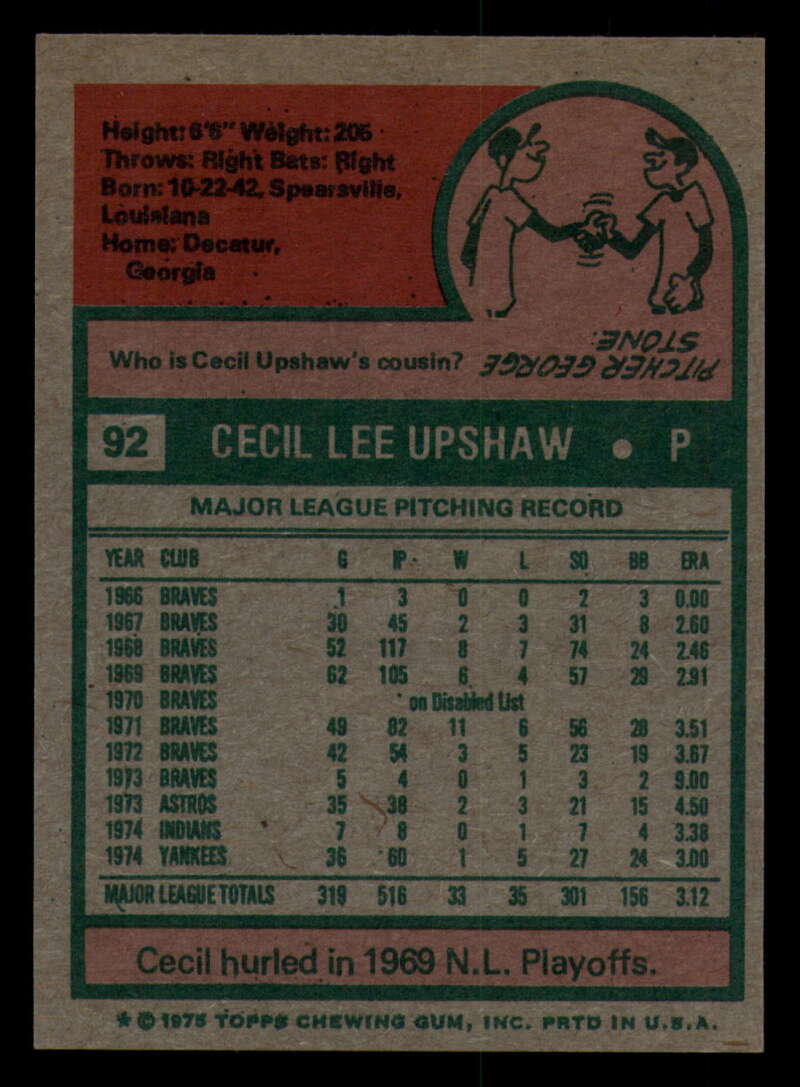 Height: 6'6" Weight: 205
Throws: Right Bats: Right
Born: 10-22-42, Spearsville,
Louisiana
Home: Decatur,
Georgia
Who is Cecil Upshaw's cousin?
PITCHER GEORGE
STONE.
92 CECIL LEE UPSHAW • P
MAJOR LEAGUE PITCHING RECORD
YEAR CLUB G IP W L SO BB ERA
1966 BRAVES 1 3 0 0 2 3 0.00
1967 BRAVES 30 45 2 3 31 8 2.60
1968 BRAVES 52 117 8 7 74 24 2.46
1969 BRAVES 62 105 6 4 57 29 2.91
1970 BRAVES on Disabled List
1971 BRAVES 49 82 11 6 56 28 3.51
1972 BRAVES 42 54 3 5 23 19 3.67
1973 BRAVES 5 4 0 1 3 2 9.00
1973 ASTROS 35 38 2 3 21 15 4.50
1974 INDIANS 7 8 0 1 7 4 3.38
1974 YANKEES 36 60 1 5 27 24 3.00
MAJOR LEAGUE TOTALS 319 516 33 35 301 156 3.12
Cecil hurled in 1969 N.L. Playoffs.
* © 1975 TOPPS CHEWING GUM, INC. PRTD IN U.S.A.